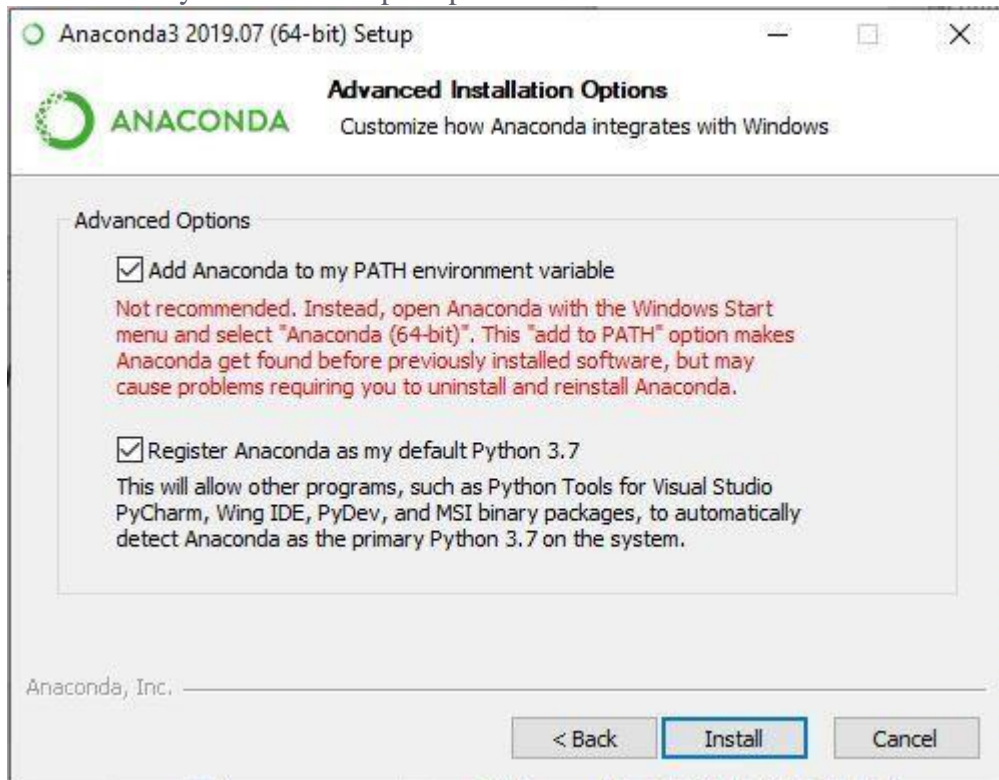 Anaconda3 2019.07 (64-bit) Setup
ANACONDA
Advanced Installation Options
Customize how Anaconda integrates with Windows
Advanced Options
Add Anaconda to my PATH environment variable
Not recommended. Instead, open Anaconda with the Windows Start
menu and select "Anaconda (64-bit)". This "add to PATH" option makes
Anaconda get found before previously installed software, but may
cause problems requiring you to uninstall and reinstall Anaconda.
Register Anaconda as my default Python 3.7
This will allow other programs, such as Python Tools for Visual Studio
PyCharm, Wing IDE, PyDev, and MSI binary packages, to automatically
detect Anaconda as the primary Python 3.7 on the system.
Anaconda, Inc.
< Back
Install
Cancel